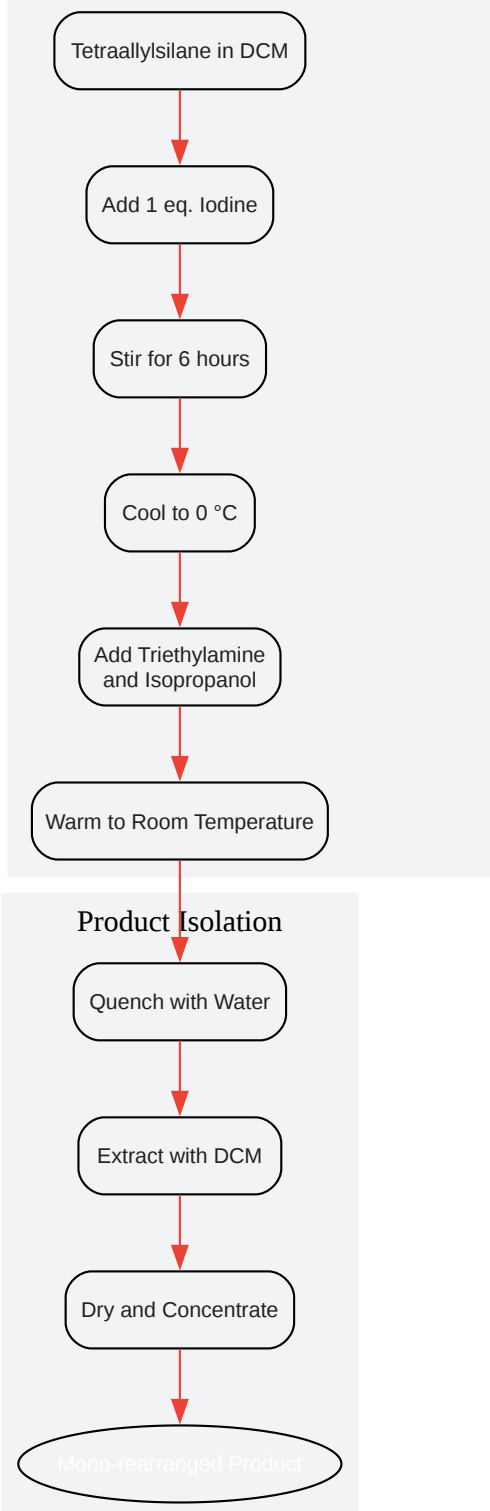 Tetraallylsilane in DCM
Add 1 eq. Iodine
Stir for 6 hours
Cool to 0 °C
Add Triethylamine
and Isopropanol
Warm to Room Temperature
Product Isolation
Quench with Water
Extract with DCM
Dry and Concentrate
Mono-rearranged Product